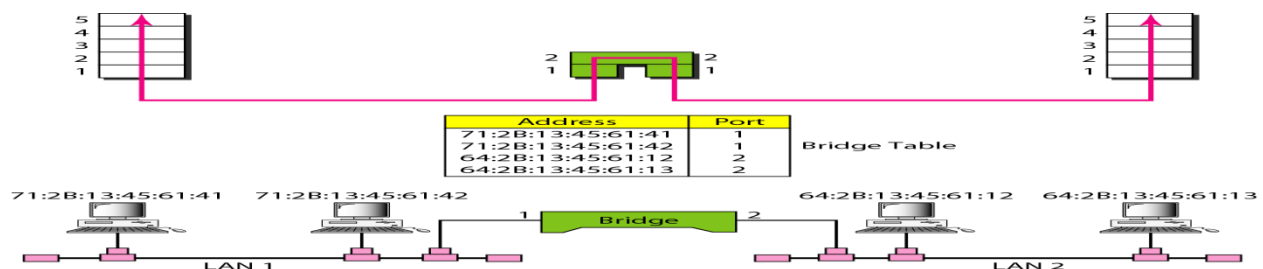 5 5
4 4
3 2 2 3
2 1 1 2
1 1
Address Port
71:2B:13:45:61:41 1
71:2B:13:45:61:42 1 Bridge Table
64:2B:13:45:61:12 2
64:2B:13:45:61:13 2
71:2B:13:45:61:41 71:2B:13:45:61:42 64:2B:13:45:61:12 64:2B:13:45:61:13
1 Bridge 2
LAN 1 LAN 2